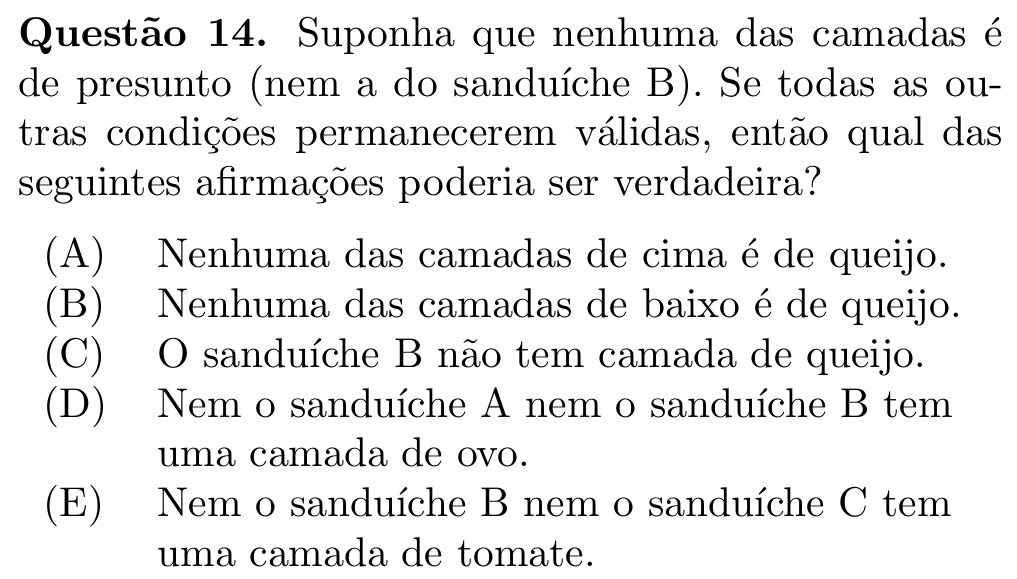 Questão 14. Suponha que nenhuma das camadas é
de presunto (nem a do sanduíche B). Se todas as ou-
tras condições permanecerem válidas, então qual das
seguintes afirmações poderia ser verdadeira?
(A) Nenhuma das camadas de cima é de queijo.
(B) Nenhuma das camadas de baixo é de queijo.
(C) O sanduíche B não tem camada de queijo.
(D) Nem o sanduíche A nem o sanduíche B tem
uma camada de ovo.
(E) Nem o sanduíche B nem o sanduíche C tem
uma camada de tomate.